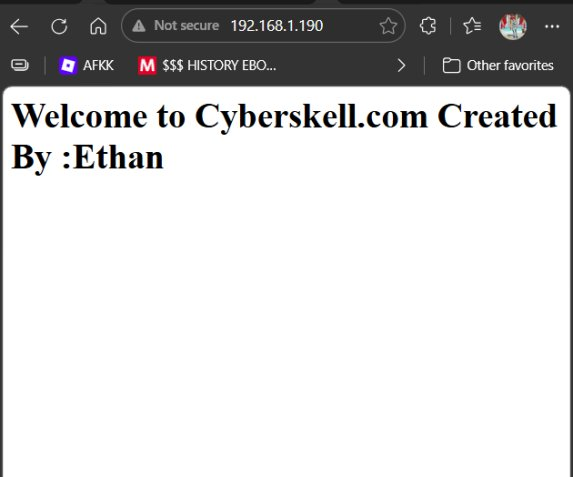 Not secure 192.168.1.190
AFKK M $$$ HISTORY EBO... Other favorites
Welcome to Cyberskell.com Created
By :Ethan